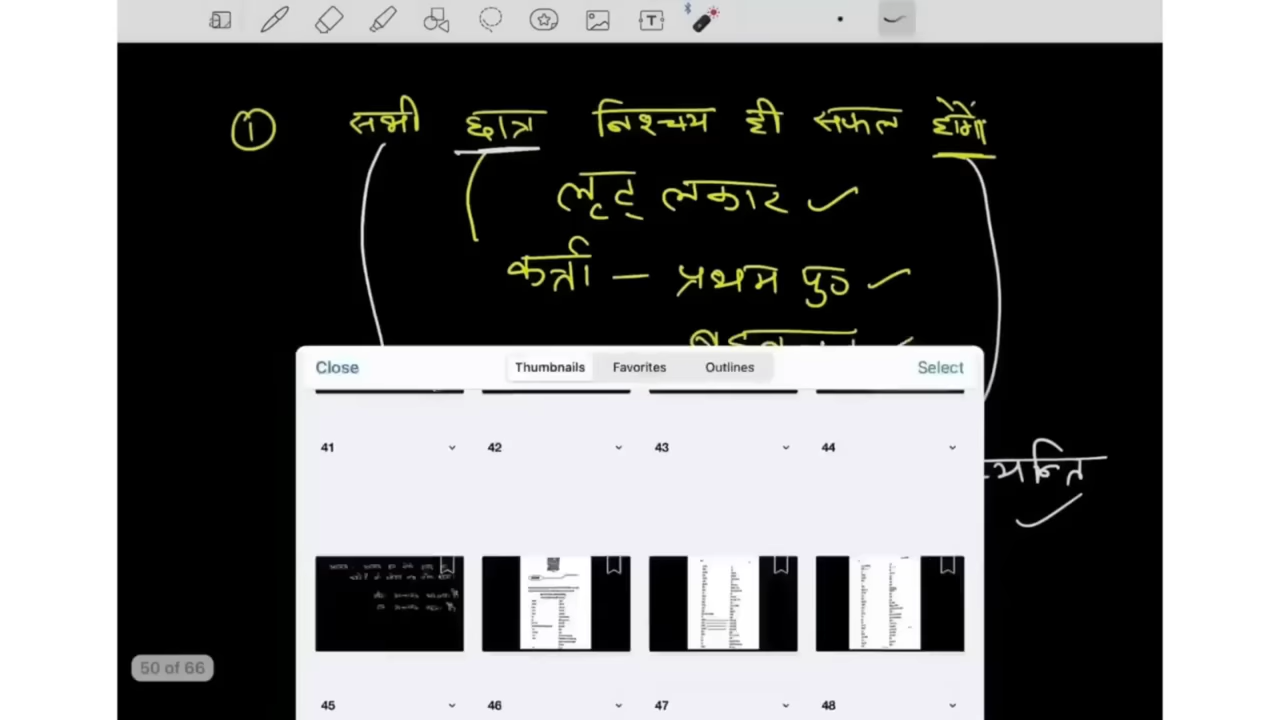 ① सभी छात्र निश्चय ही सफल होंगें
लृट् लकार ✓
कर्त्ता — प्रथम पु० ✓
Close
Thumbnails Favorites Outlines
Select
41 42 43 44
ष्यन्ति
45 46 47 48
50 of 66
T